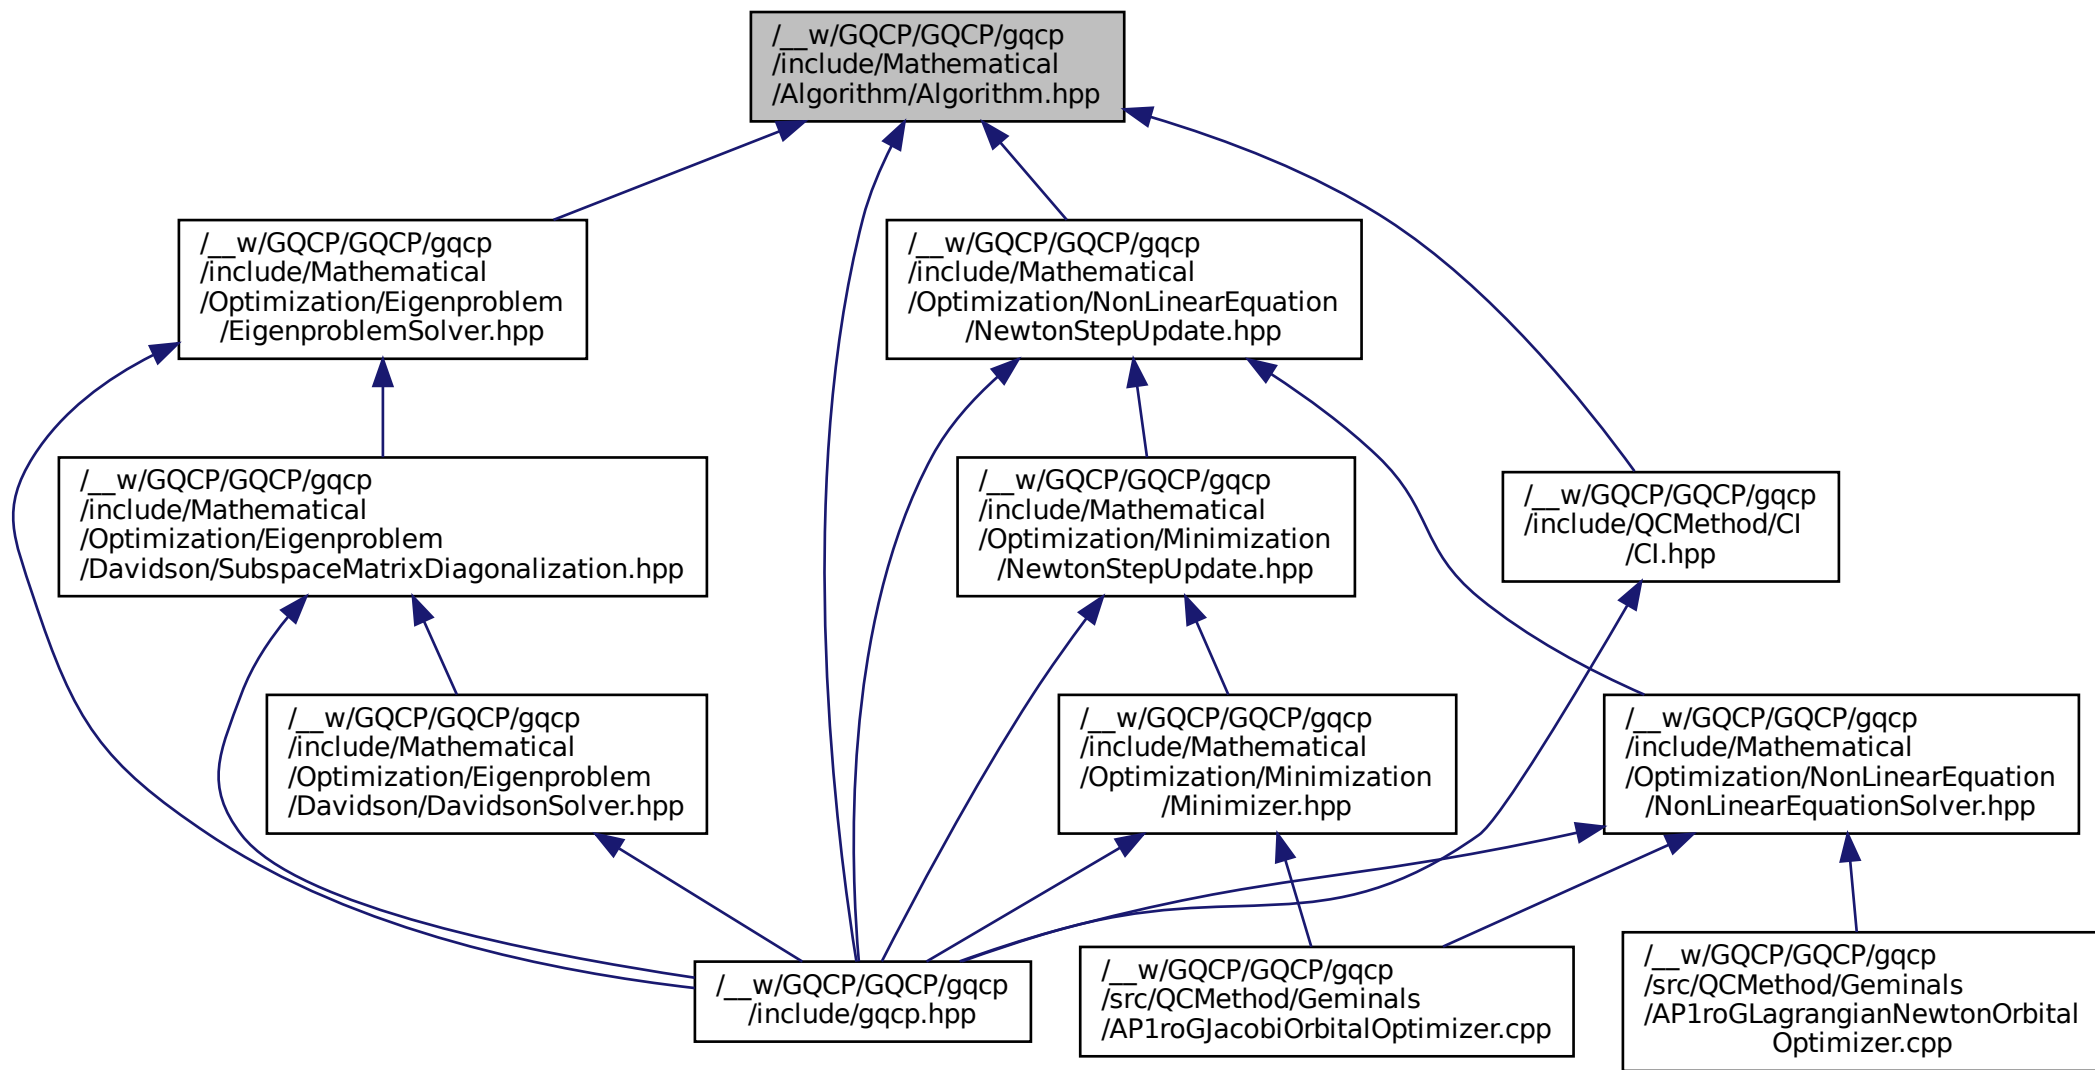 /__w/GQCP/GQCP/gqcp
/include/Mathematical
/Algorithm/Algorithm.hpp
/__w/GQCP/GQCP/gqcp
/include/Mathematical
/Optimization/Eigenproblem
/EigenproblemSolver.hpp
/__w/GQCP/GQCP/gqcp
/include/Mathematical
/Optimization/NonLinearEquation
/NewtonStepUpdate.hpp
/__w/GQCP/GQCP/gqcp
/include/Mathematical
/Optimization/Eigenproblem
/Davidson/SubspaceMatrixDiagonalization.hpp
/__w/GQCP/GQCP/gqcp
/include/Mathematical
/Optimization/Minimization
/NewtonStepUpdate.hpp
/__w/GQCP/GQCP/gqcp
/include/QCMethod/CI
/CI.hpp
/__w/GQCP/GQCP/gqcp
/include/Mathematical
/Optimization/Eigenproblem
/Davidson/DavidsonSolver.hpp
/__w/GQCP/GQCP/gqcp
/include/Mathematical
/Optimization/Minimization
/Minimizer.hpp
/__w/GQCP/GQCP/gqcp
/include/Mathematical
/Optimization/NonLinearEquation
/NonLinearEquationSolver.hpp
/__w/GQCP/GQCP/gqcp
/include/gqcp.hpp
/__w/GQCP/GQCP/gqcp
/src/QCMethod/Geminals
/AP1roGJacobiOrbitalOptimizer.cpp
/__w/GQCP/GQCP/gqcp
/src/QCMethod/Geminals
/AP1roGLagrangianNewtonOrbital
Optimizer.cpp